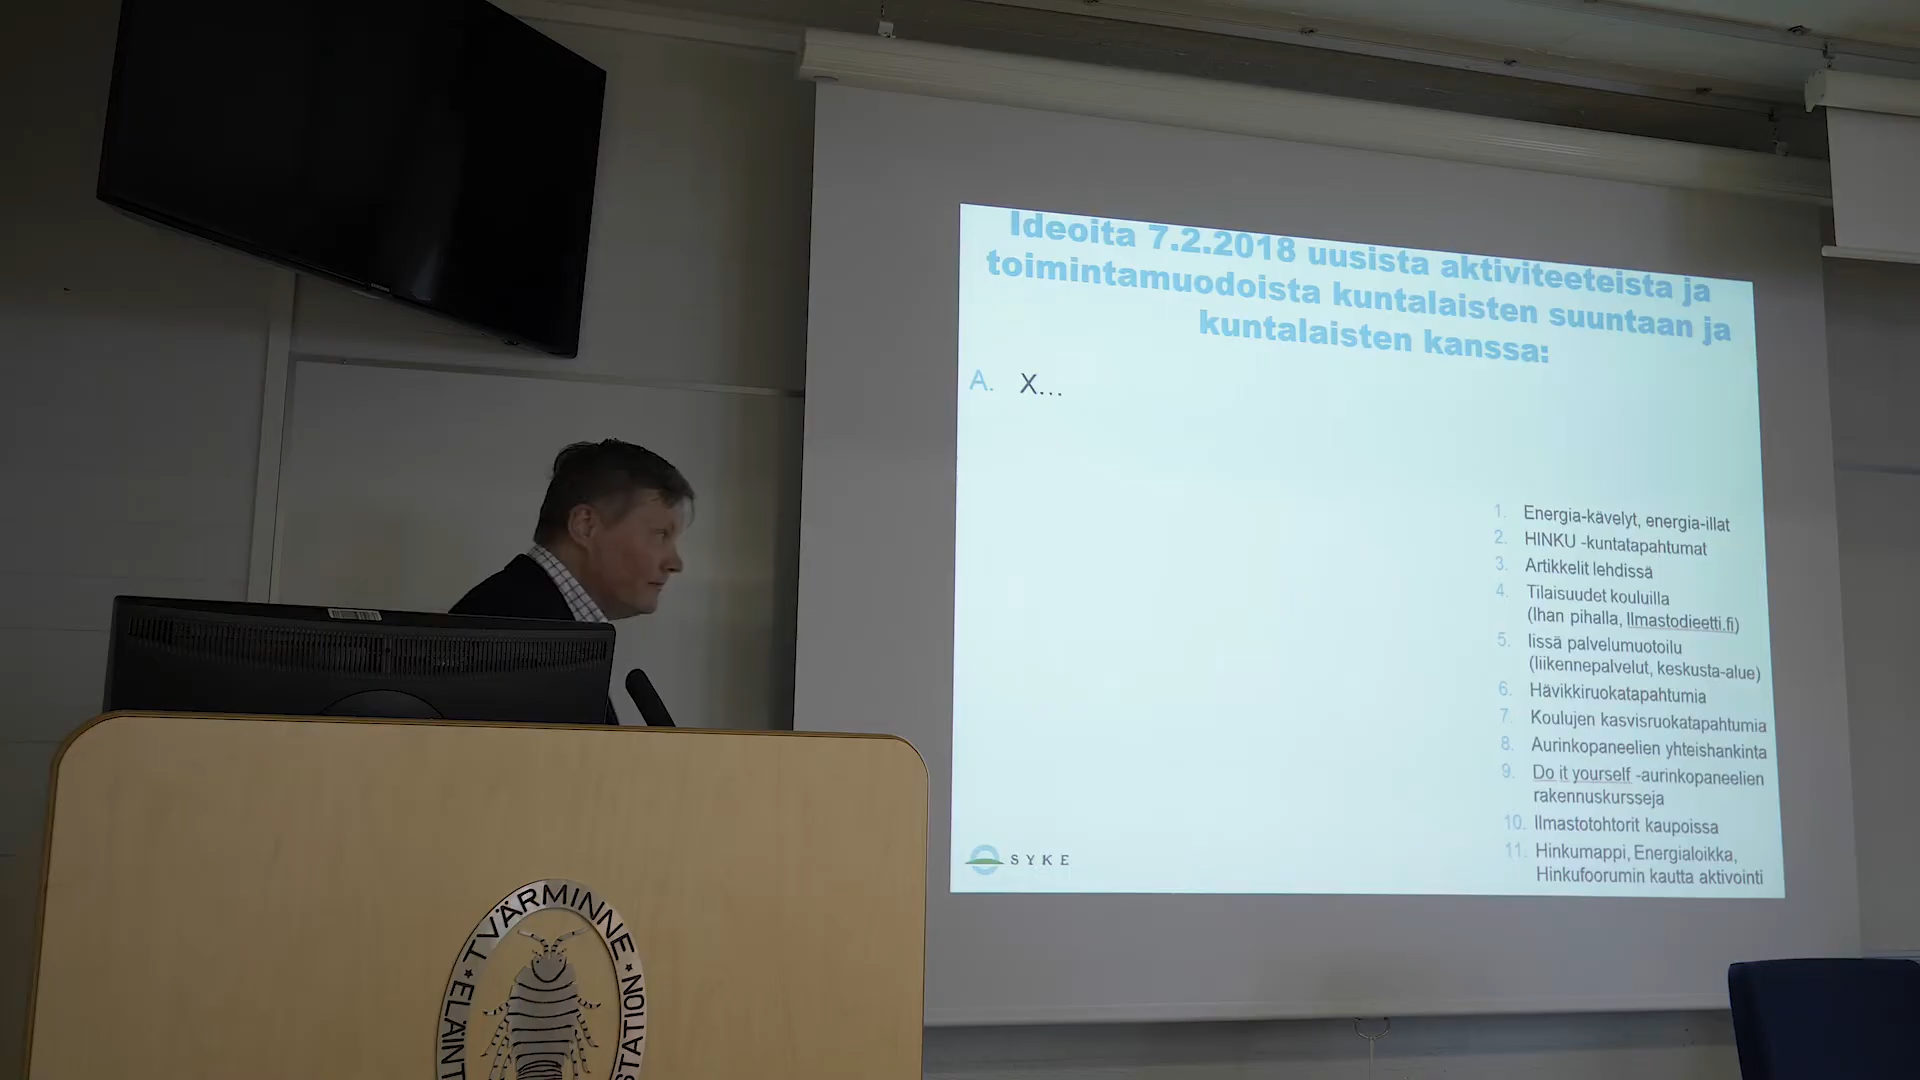 Ideoita 7.2.2018 uusista aktiviteeteista ja
toimintamuodoista kuntalaisten suuntaan ja
kuntalaisten kanssa:
A. X...
1. Energia-kävelyt, energia-illat
2. HINKU -kuntatapahtumat
3. Artikkelit lehdissä
4. Tilaisuudet kouluilla
(Ihan pihalla, Ilmastodieetti.fi)
5. Iissä palvelumuotoilu
(liikennepalvelut, keskusta-alue)
6. Hävikkiruokatapahtumia
7. Koulujen kasvisruokatapahtumia
8. Aurinkopaneelien yhteishankinta
9. Do it yourself -aurinkopaneelien
rakennuskursseja
10. Ilmastotohtorit kaupoissa
11. Hinkumappi, Energialoikka,
Hinkufoorumin kautta aktivointi
SYKE
SAMSUNG
TVÄRMINNE
STATION
ELÄINT